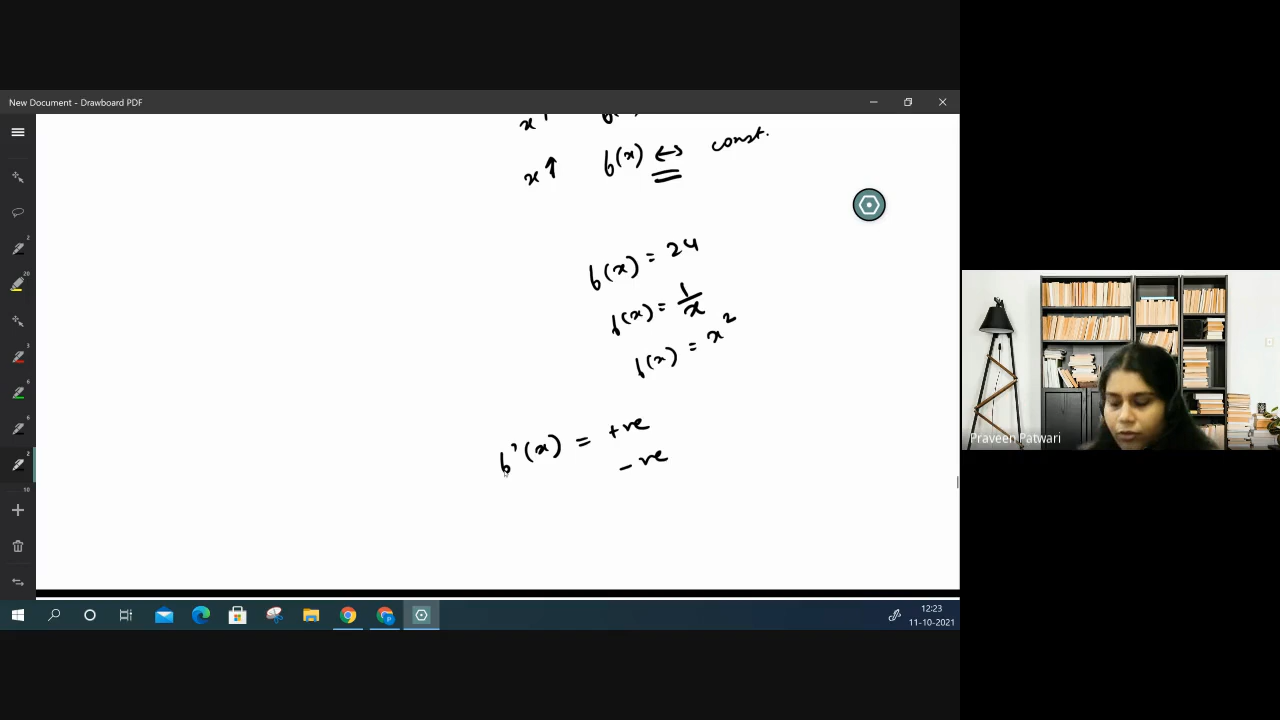 New Document - Drawboard PDF
x↑
x↑ f(x) ↔ const.
f(x) = 24
f(x) = 1/x
f(x) = x²
f'(x) = +ve
-ve
Praveen Patwari
12:23
11-10-2021